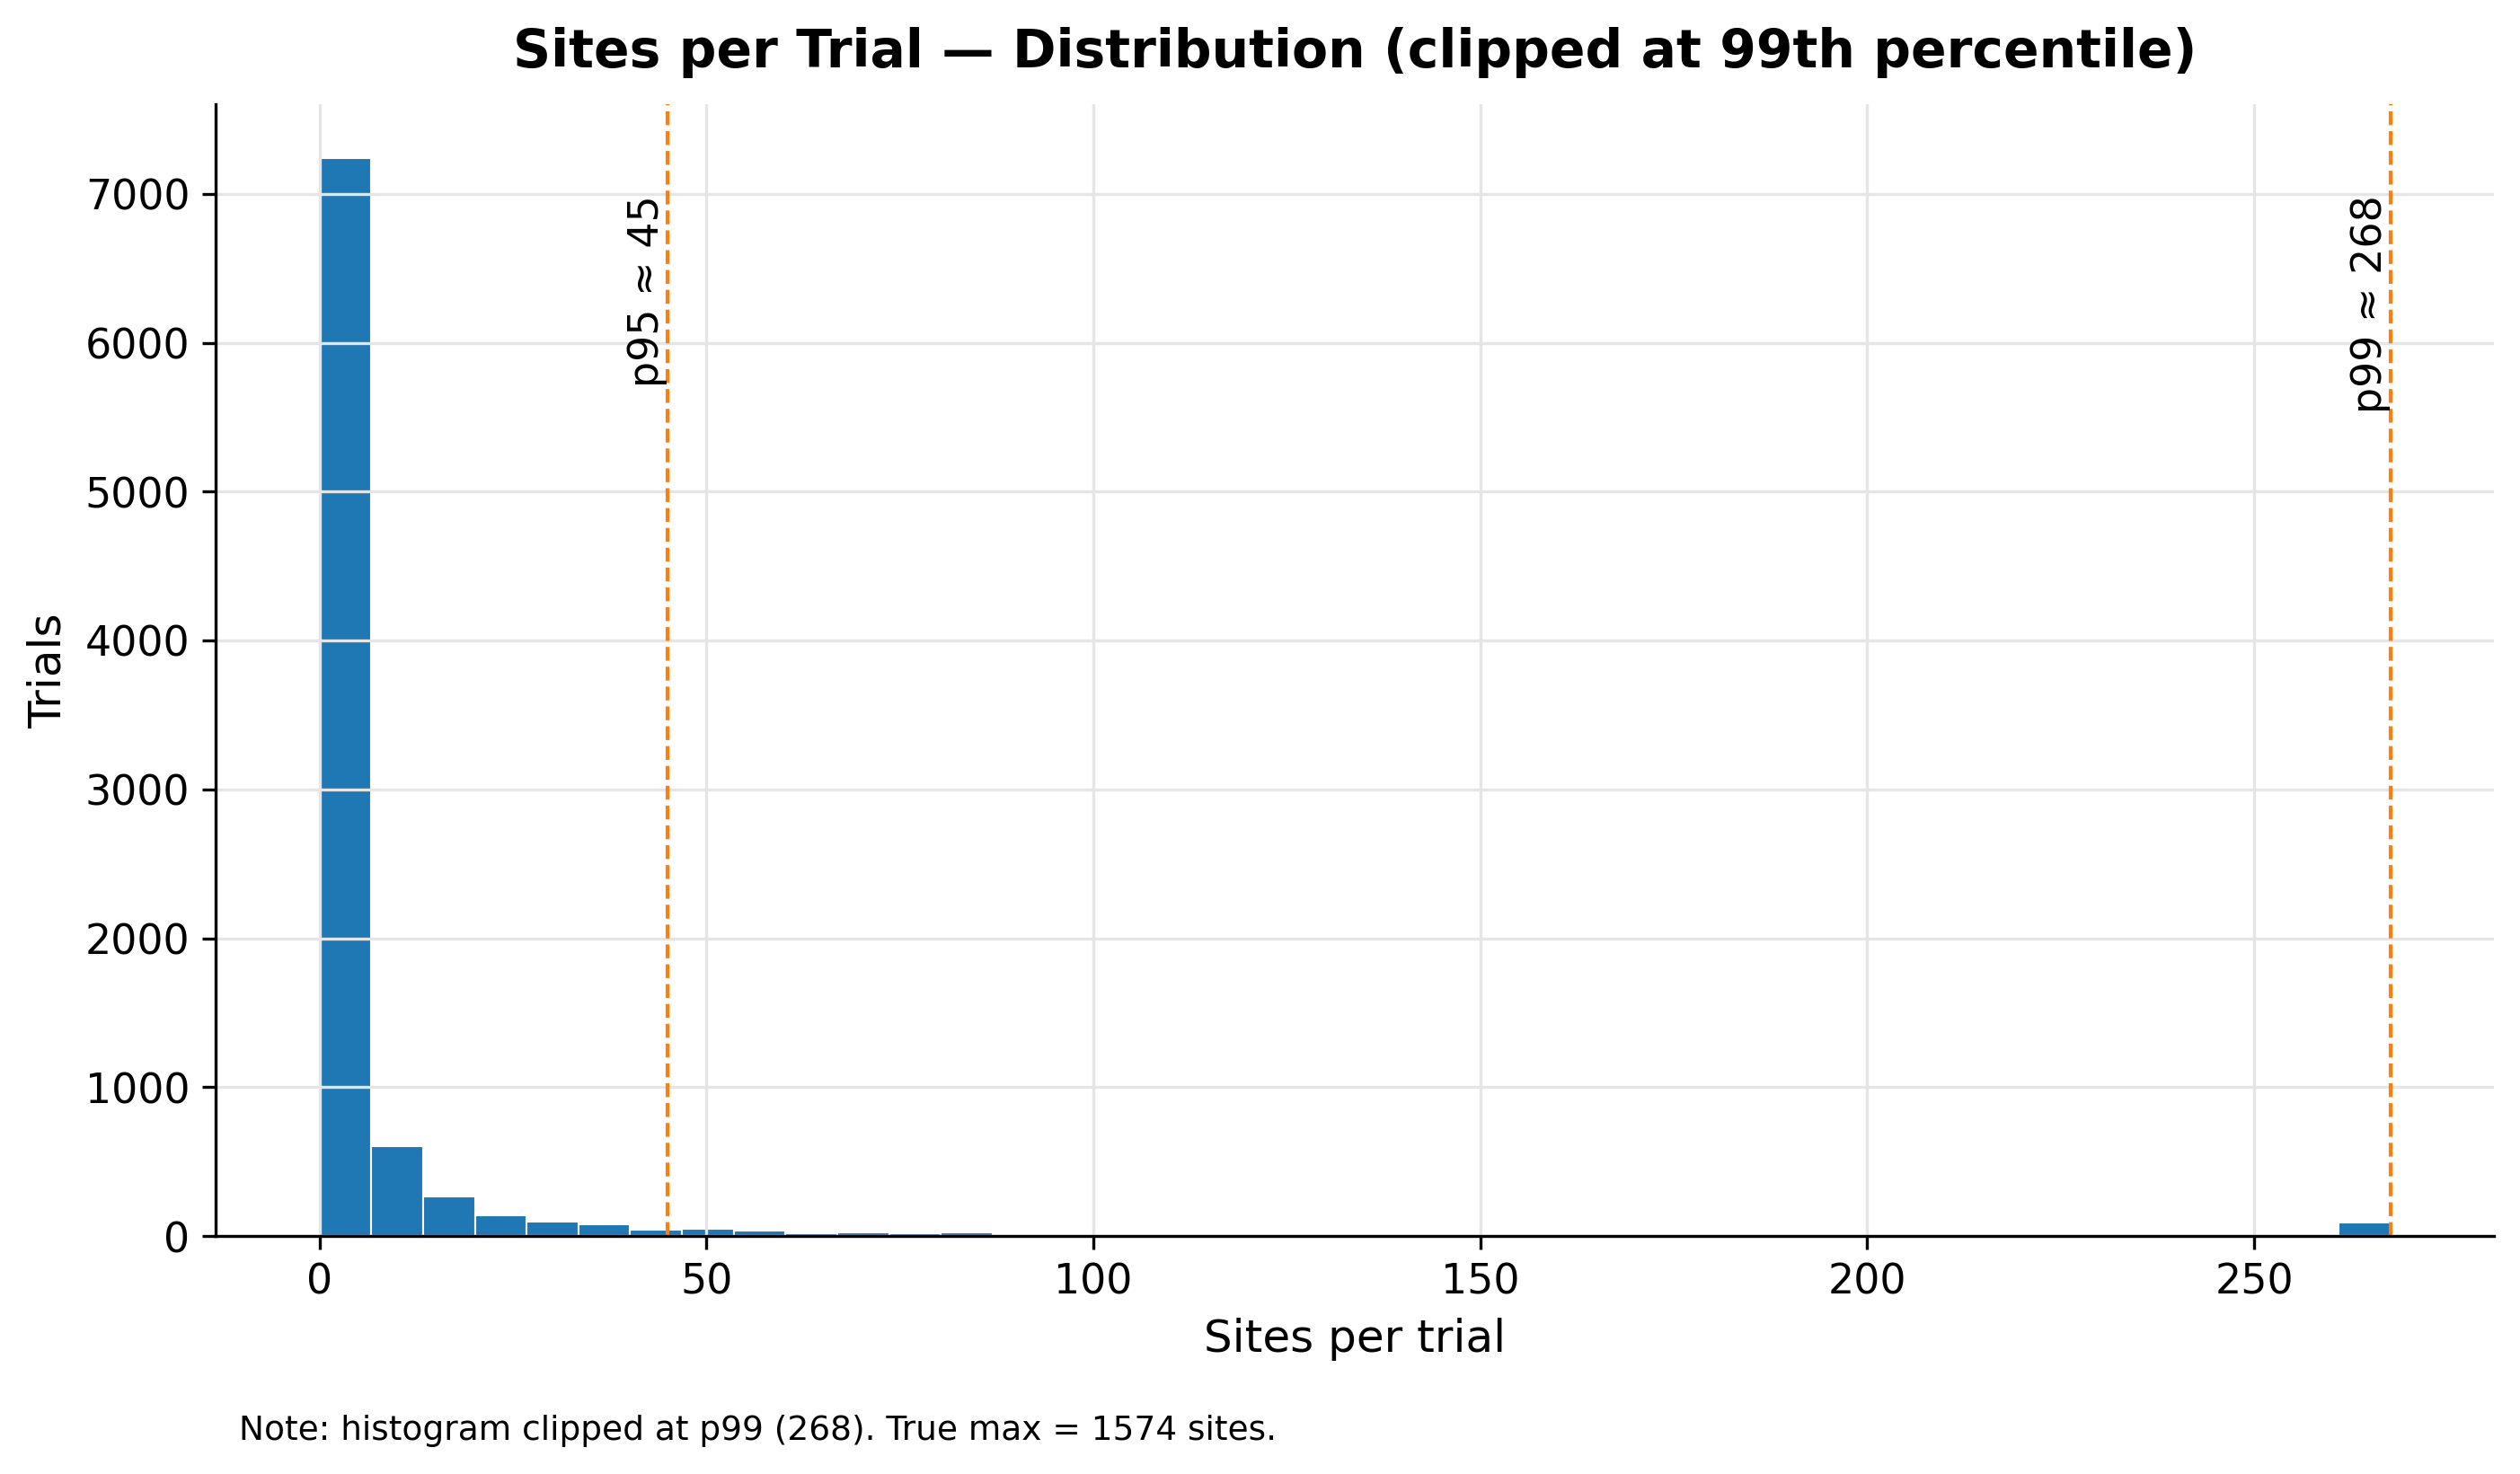 Sites per Trial — Distribution (clipped at 99th percentile)
Trials
7000
6000
5000
4000
3000
2000
1000
0
p95 ≈ 45
p99 ≈ 268
0 50 100 150 200 250
Sites per trial
Note: histogram clipped at p99 (268). True max = 1574 sites.